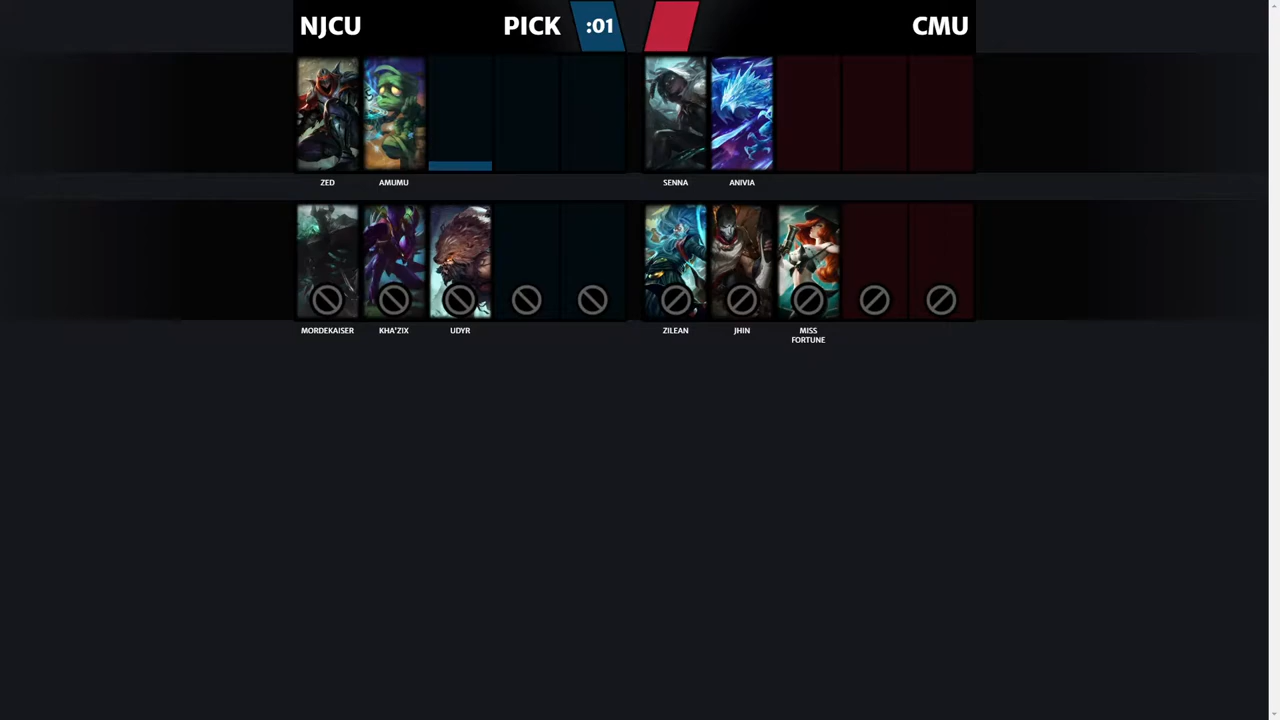 NJCU PICK :01 CMU
ZED AMUMU SENNA ANIVIA
MORDEKAISER KHA'ZIX UDYR ZILEAN JHIN MISS
FORTUNE